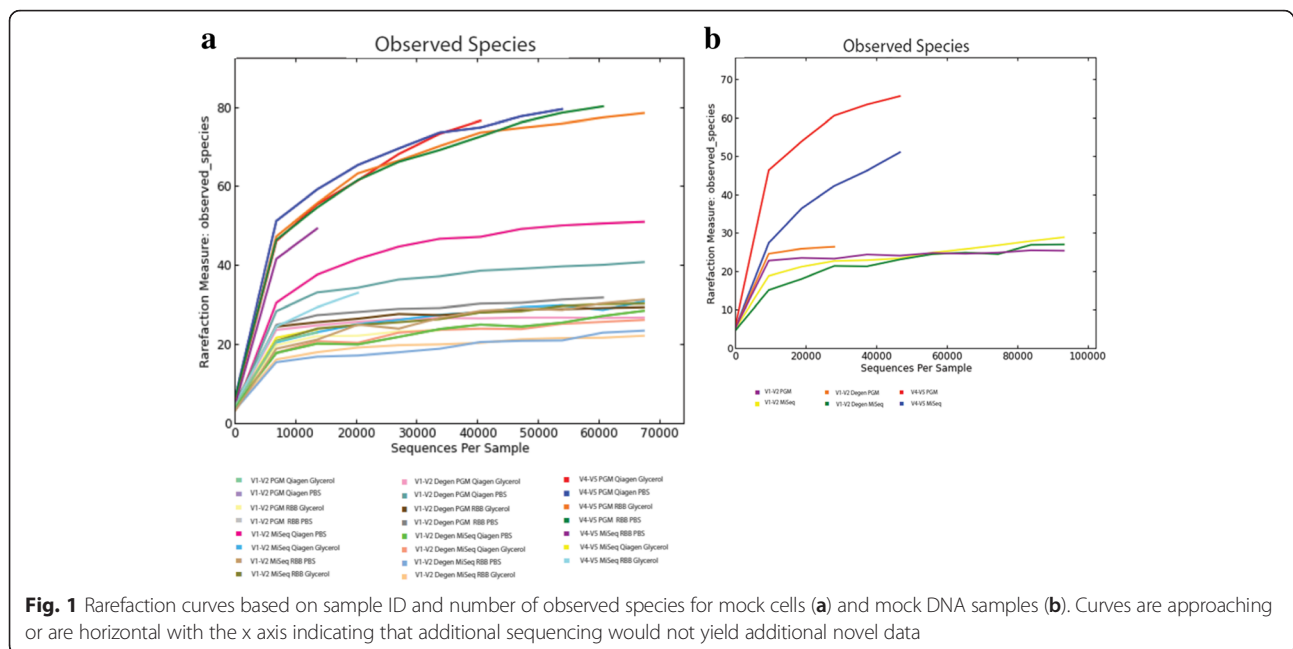 a
Observed Species
Rarefaction Measure: observed_species
80
60
40
20
0
0 10000 20000 30000 40000 50000 60000 70000
Sequences Per Sample
V1-V2 PGM Qiagen Glycerol
V1-V2 PGM Qiagen PBS
V1-V2 PGM RBB Glycerol
V1-V2 PGM RBB PBS
V1-V2 MiSeq Qiagen PBS
V1-V2 MiSeq Qiagen Glycerol
V1-V2 MiSeq RBB PBS
V1-V2 MiSeq RBB Glycerol
V1-V2 Degen PGM Qiagen Glycerol
V1-V2 Degen PGM Qiagen PBS
V1-V2 Degen PGM RBB Glycerol
V1-V2 Degen PGM RBB PBS
V1-V2 Degen MiSeq Qiagen PBS
V1-V2 Degen MiSeq Qiagen Glycerol
V1-V2 Degen MiSeq RBB PBS
V1-V2 Degen MiSeq RBB Glycerol
V4-V5 PGM Qiagen Glycerol
V4-V5 PGM Qiagen PBS
V4-V5 PGM RBB Glycerol
V4-V5 PGM RBB PBS
V4-V5 MiSeq RBB PBS
V4-V5 MiSeq Qiagen Glycerol
V4-V5 MiSeq RBB Glycerol
b
Observed Species
Rarefaction Measure: observed_species
70
60
50
40
30
20
10
0
0 20000 40000 60000 80000 100000
Sequences Per Sample
V1-V2 PGM
V1-V2 MiSeq
V1-V2 Degen PGM
V1-V2 Degen MiSeq
V4-V5 PGM
V4-V5 MiSeq
Fig. 1 Rarefaction curves based on sample ID and number of observed species for mock cells (a) and mock DNA samples (b). Curves are approaching
or are horizontal with the x axis indicating that additional sequencing would not yield additional novel data